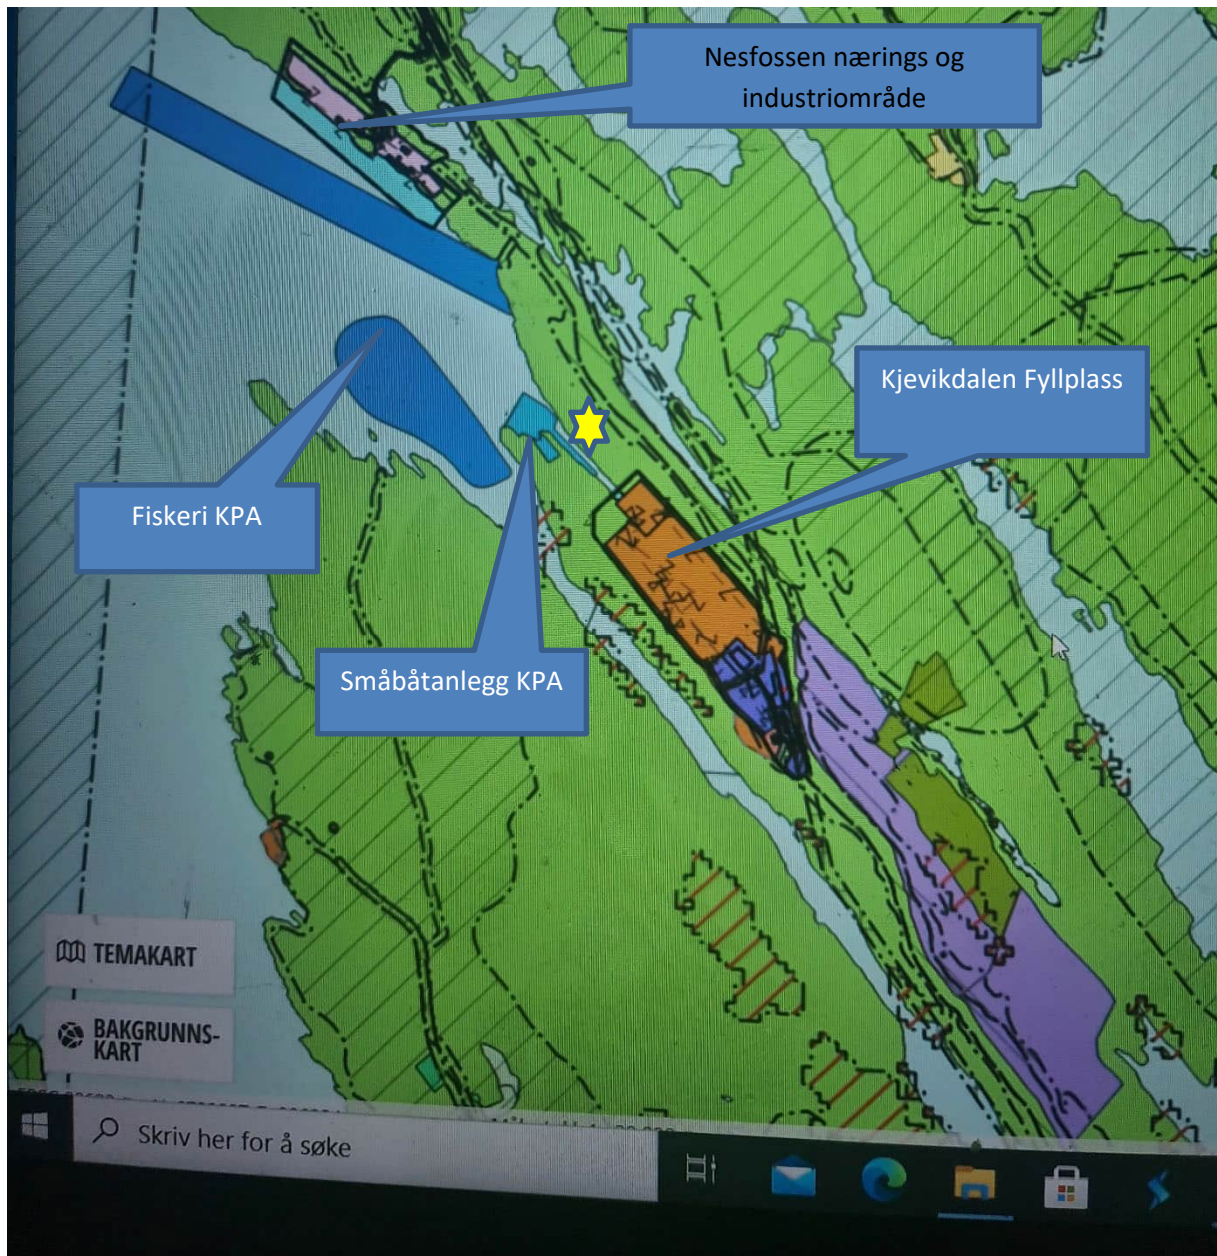 Nesfossen nærings og
industriområde
Kjevikdalen Fyllplass
Fiskeri KPA
Småbåtanlegg KPA
TEMAKART
BAKGRUNNS-
KART
Skriv her for å søke